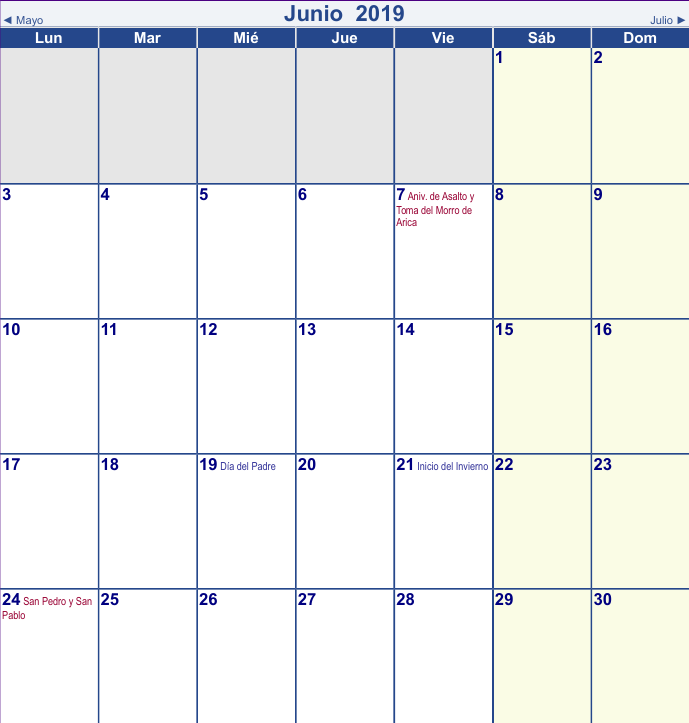 ◄ Mayo
Junio 2019
Julio ►
Lun Mar Mié Jue Vie Sáb Dom
1 2
3 4 5 6 7 Aniv. de Asalto y 8 9
Toma del Morro de
Arica
10 11 12 13 14 15 16
17 18 19 Día del Padre 20 21 Inicio del Invierno 22 23
24 San Pedro y San 25 26 27 28 29 30
Pablo